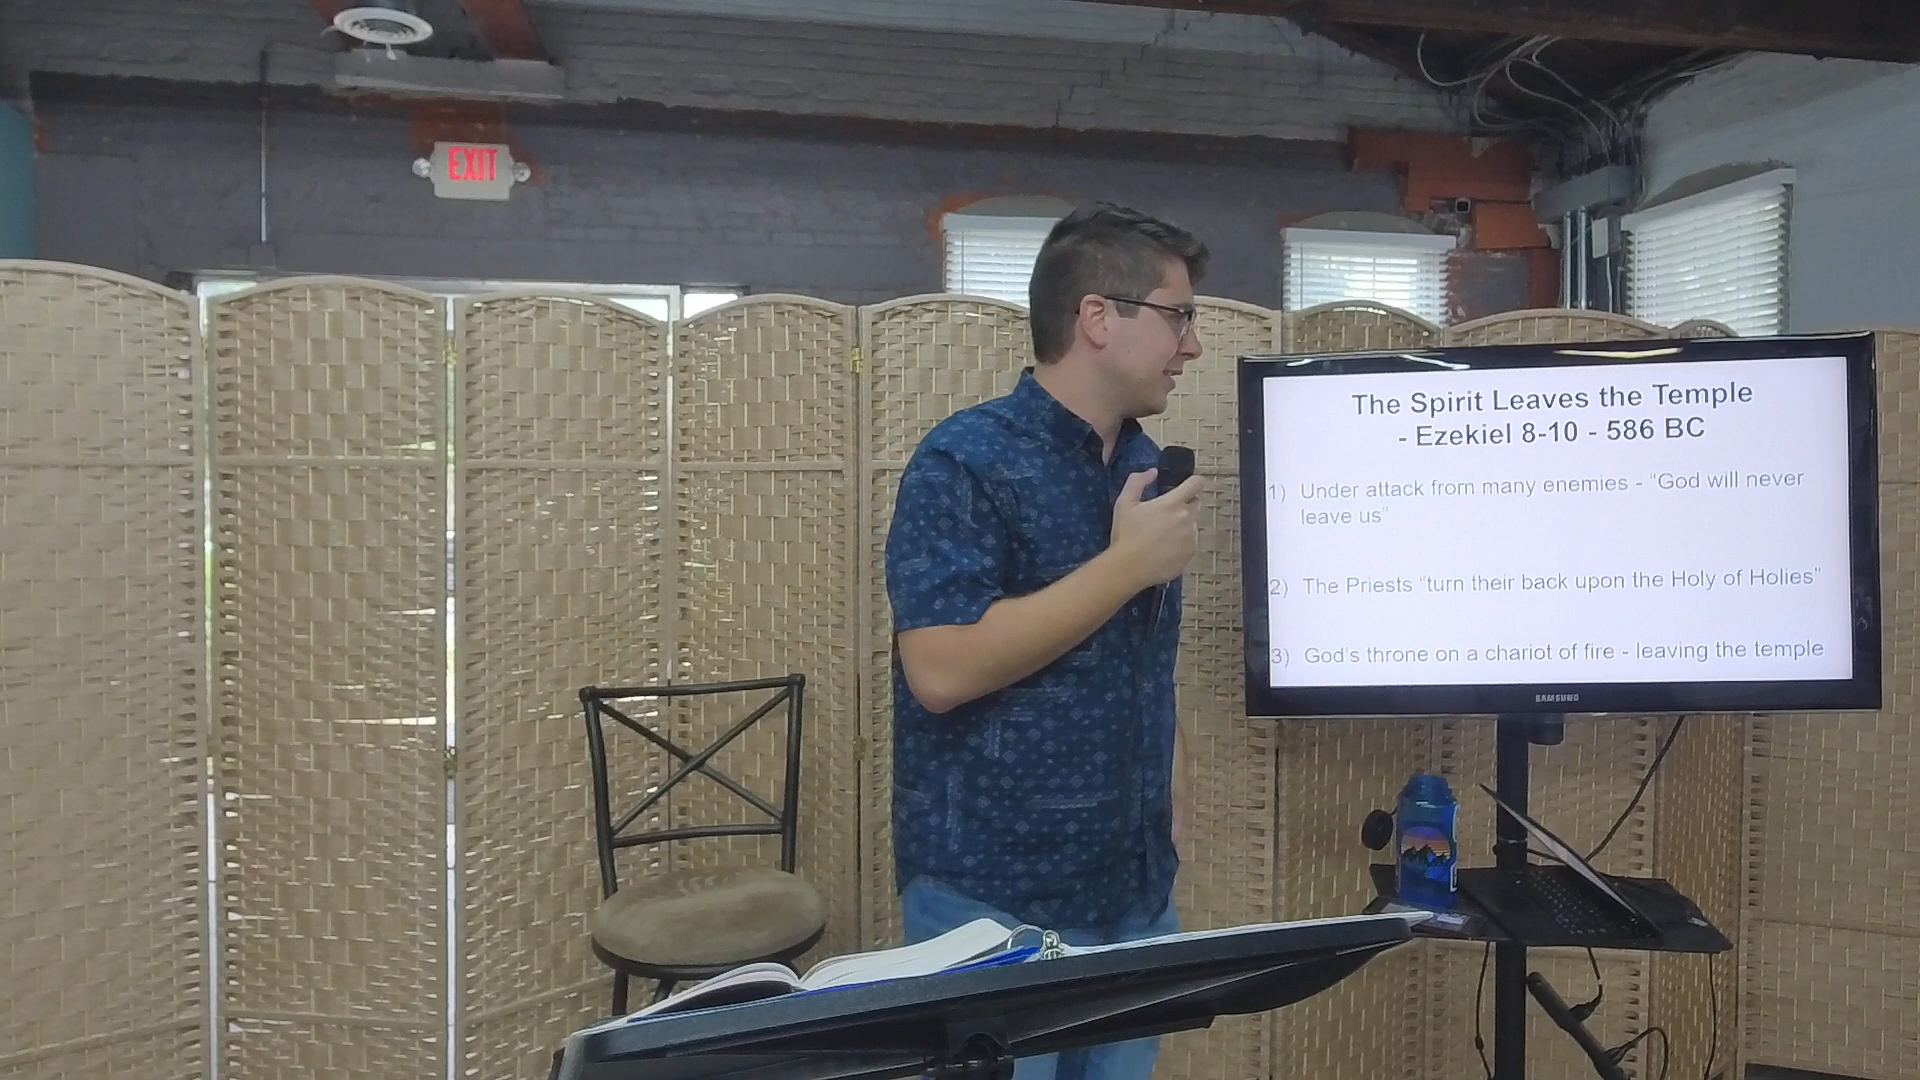 EXIT
The Spirit Leaves the Temple
- Ezekiel 8-10 - 586 BC
1) Under attack from many enemies - “God will never
leave us”
2) The Priests “turn their back upon the Holy of Holies”
3) God's throne on a chariot of fire - leaving the temple
SAMSUNG